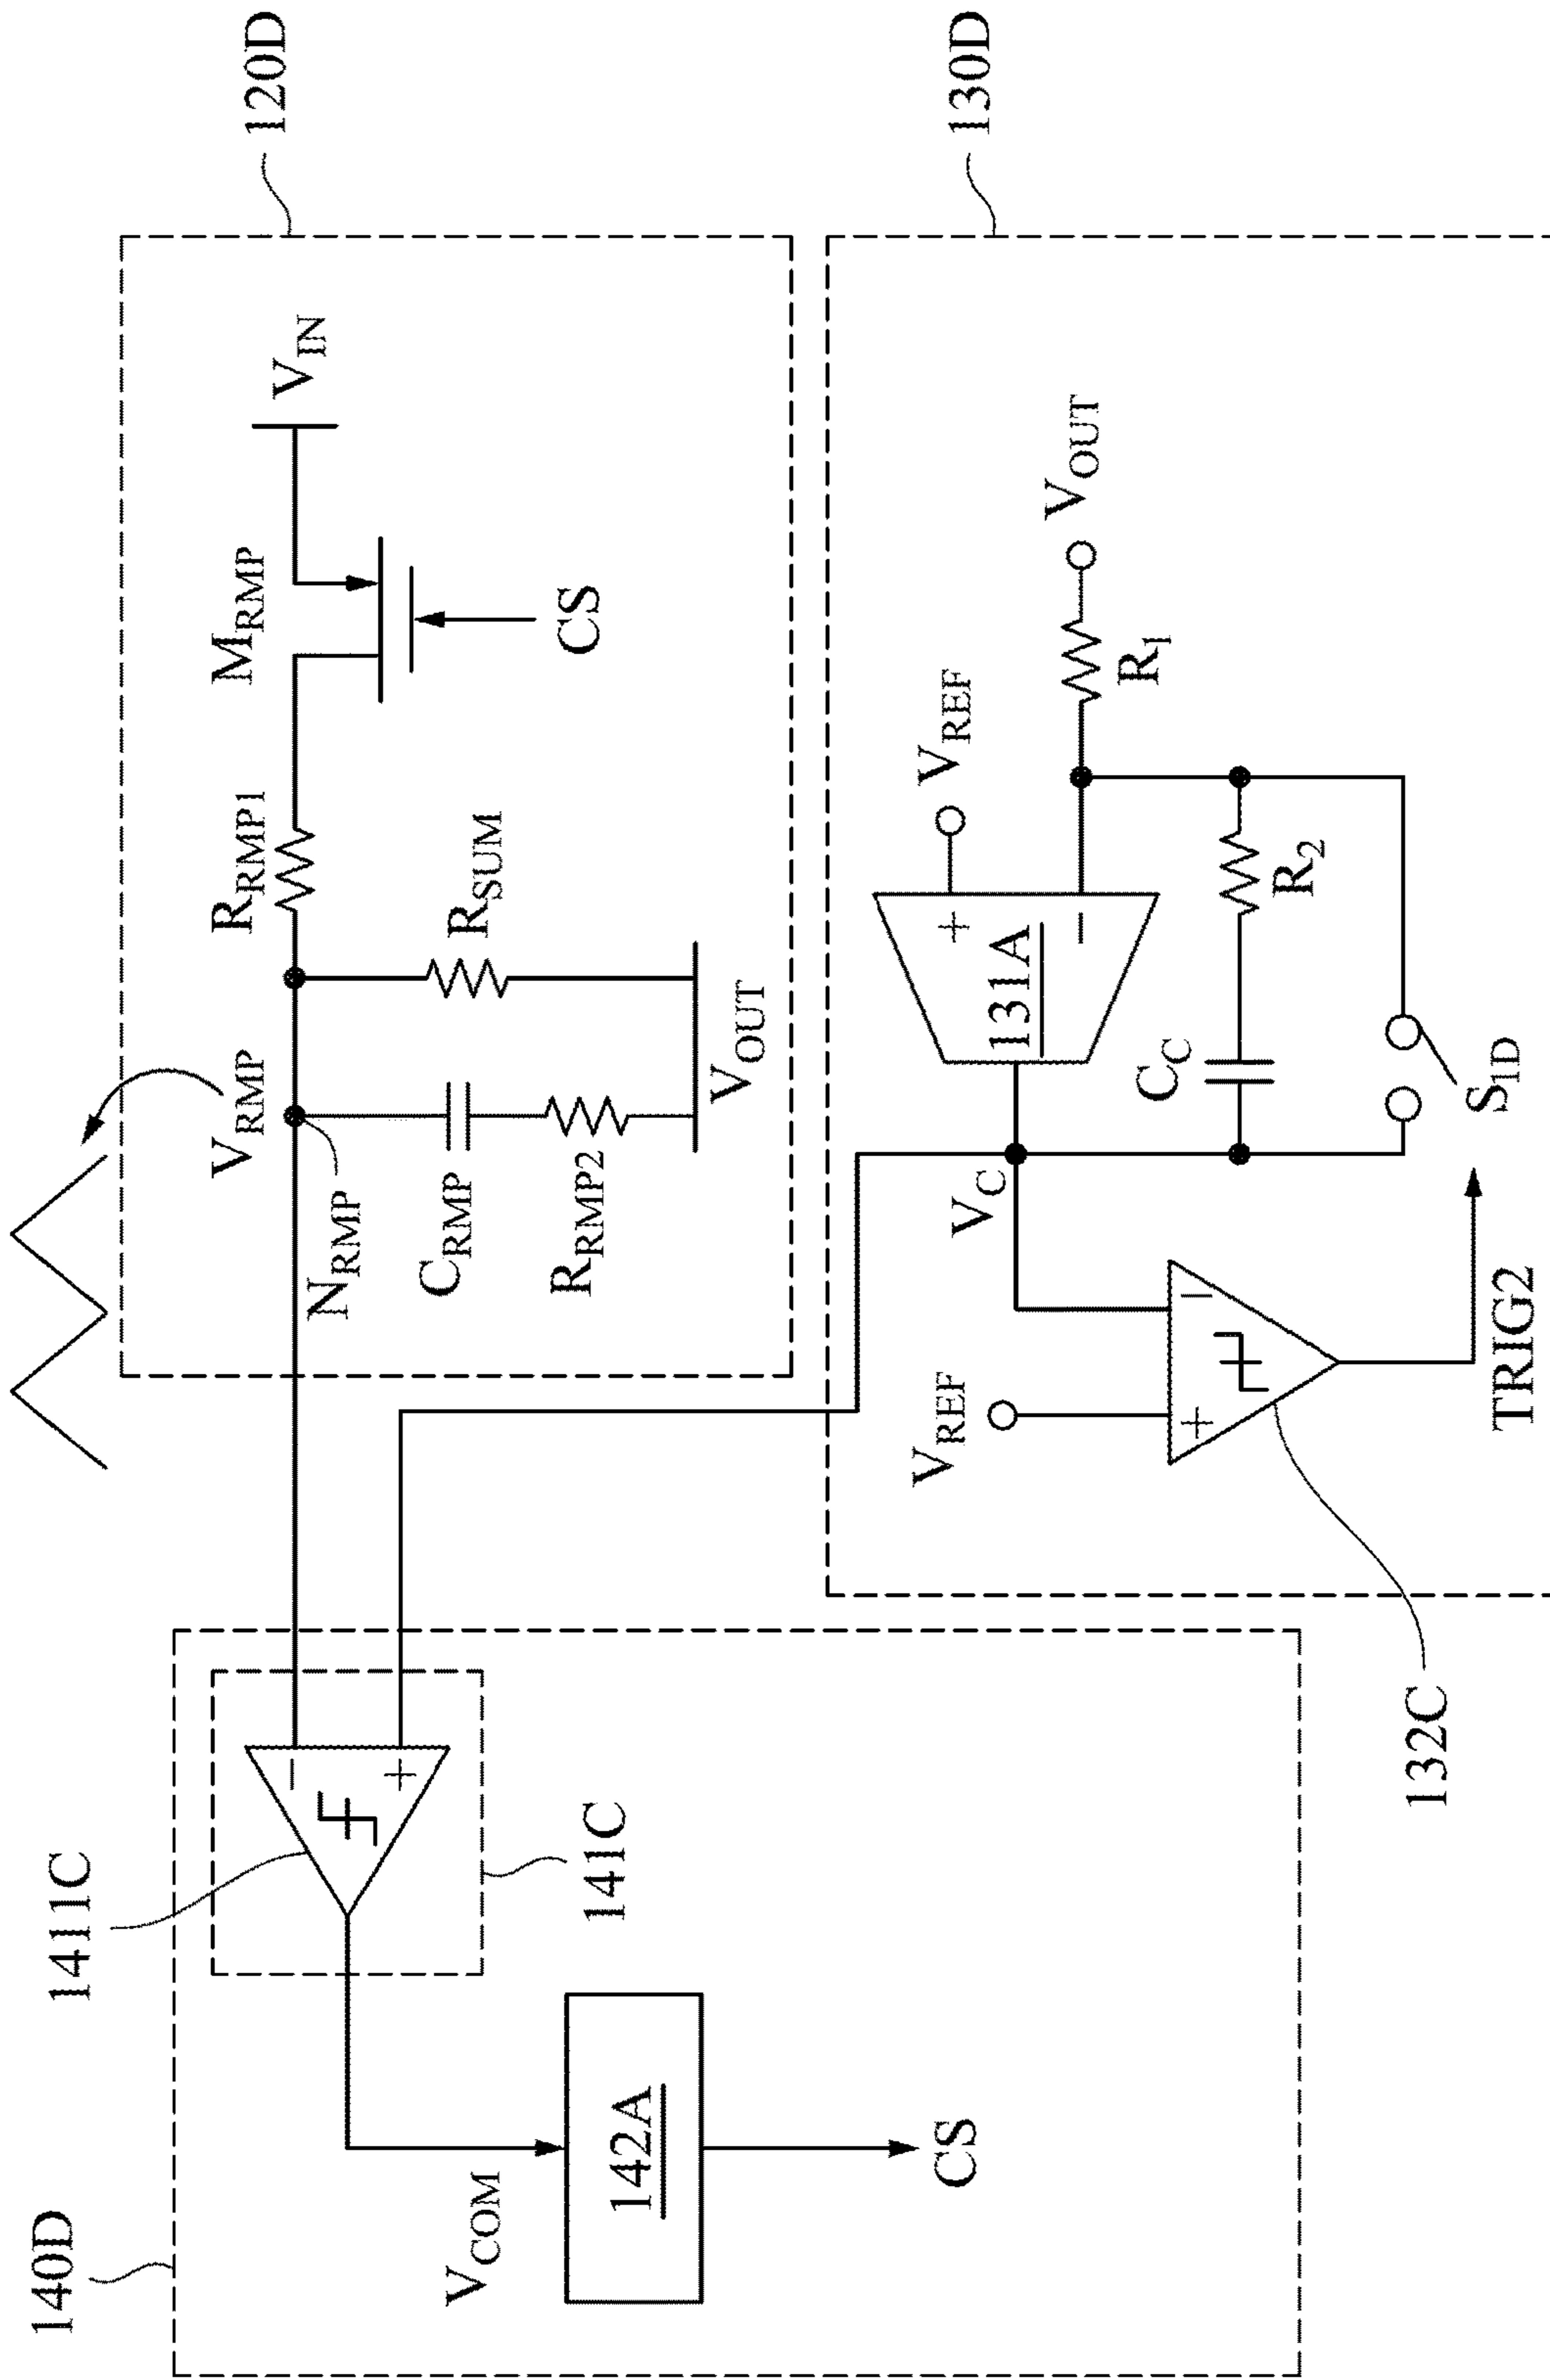 120D
V_IN
M_RMP
CS
R_RMP1
R_SUM
V_RMP
N_RMP
C_RMP
R_RMP2
V_OUT
130D
V_OUT
R_1
V_REF
+
131A
−
R_2
C_C
S_1D
V_C
V_REF
+
−
TRIG2
132C
1411C
−
+
141C
140D
V_COM
142A
CS